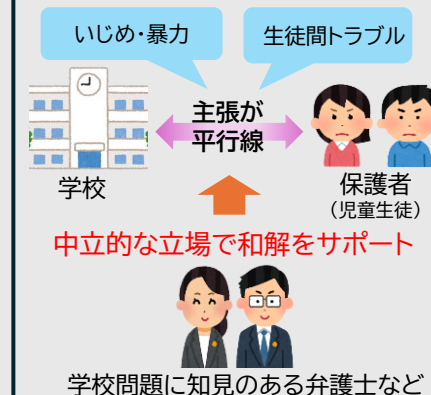 いじめ・暴力
生徒間トラブル
主張が
平行線
学校
保護者
（児童生徒）
中立的な立場で和解をサポート
学校問題に知見のある弁護士など